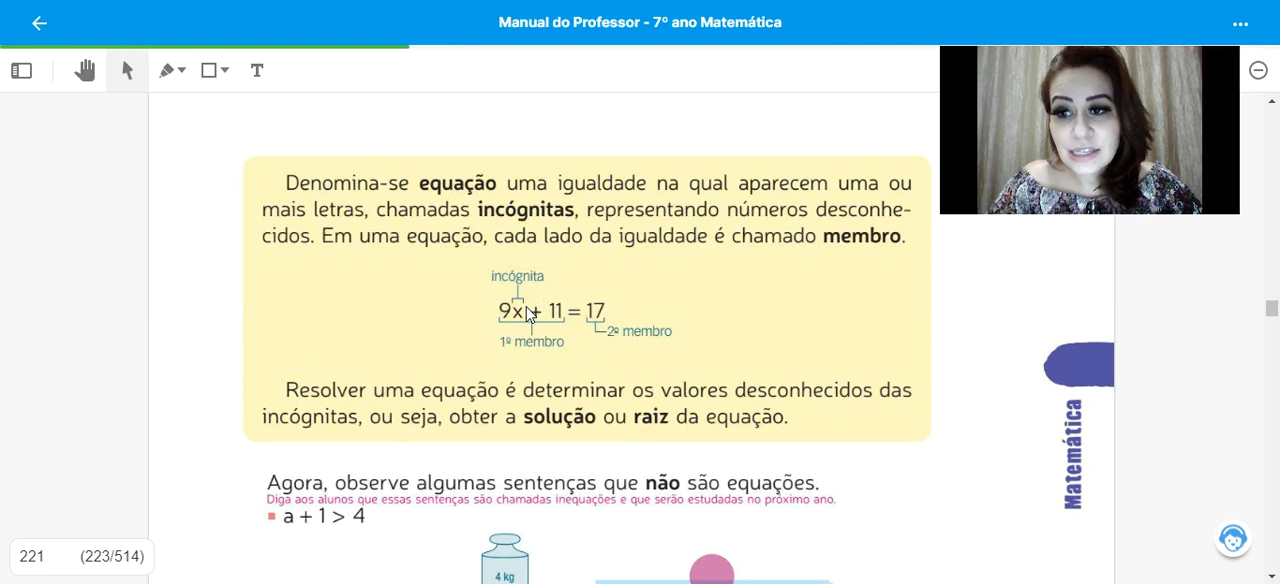 Manual do Professor - 7º ano Matemática
T
Denomina-se equação uma igualdade na qual aparecem uma ou
mais letras, chamadas incógnitas, representando números desconhe-
cidos. Em uma equação, cada lado da igualdade é chamado membro.
incógnita
9x + 11 = 17
2º membro
1º membro
Resolver uma equação é determinar os valores desconhecidos das
incógnitas, ou seja, obter a solução ou raiz da equação.
Matemática
Agora, observe algumas sentenças que não são equações.
Diga aos alunos que essas sentenças são chamadas inequações e que serão estudadas no próximo ano.
a + 1 > 4
4 kg
221 (223/514)